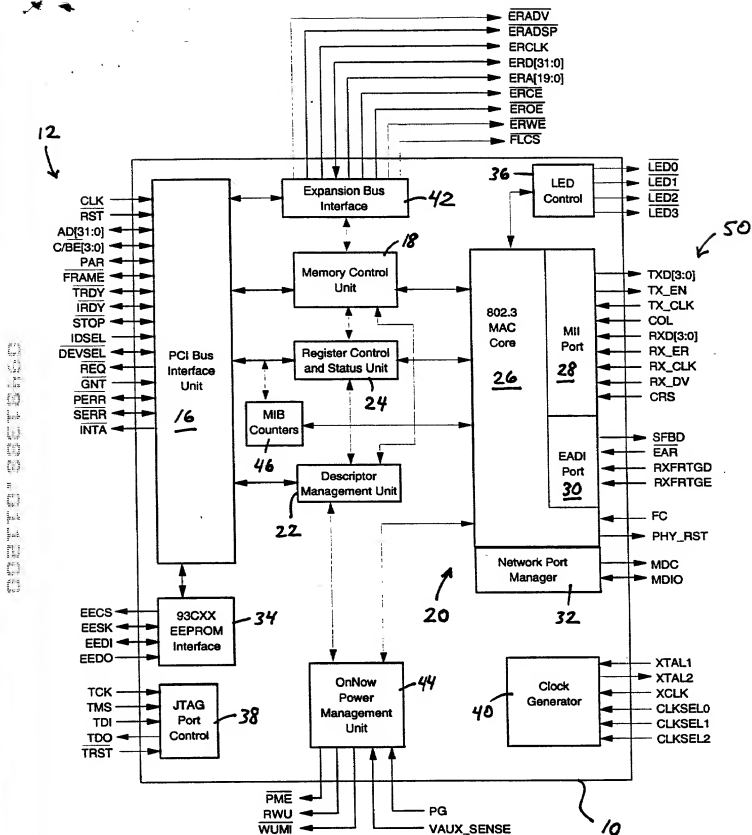 ERADV
ERADSP
ERCLK
ERD[31:0]
ERA[19:0]
ERCE
EROE
ERWE
FLCS
12
CLK
RST
AD[31:0]
C/BE[3:0]
PAR
FRAME
TRDY
IRDY
STOP
IDSEL
DEVSEL
REQ
GNT
PERR
SERR
INTA
PCI Bus
Interface
Unit
16
Expansion Bus
Interface
42
Memory Control
Unit
18
Register Control
and Status Unit
24
MIB
Counters
46
Descriptor
Management Unit
22
36
LED
Control
LED0
LED1
LED2
LED3
50
802.3
MAC
Core
26
MII
Port
28
TXD[3:0]
TX_EN
TX_CLK
COL
RXD[3:0]
RX_ER
RX_CLK
RX_DV
CRS
EADI
Port
30
SFBD
EAR
RXFRTGD
RXFRTGE
FC
PHY_RST
Network Port
Manager
32
MDC
MDIO
20
EECS
EESK
EEDI
EEDO
93CXX
EEPROM
Interface
34
TCK
TMS
TDI
TDO
TRST
JTAG
Port
Control
38
OnNow
Power
Management
Unit
44
40
Clock
Generator
XTAL1
XTAL2
XCLK
CLKSEL0
CLKSEL1
CLKSEL2
PME
RWU
WUMI
PG
VAUX_SENSE
10